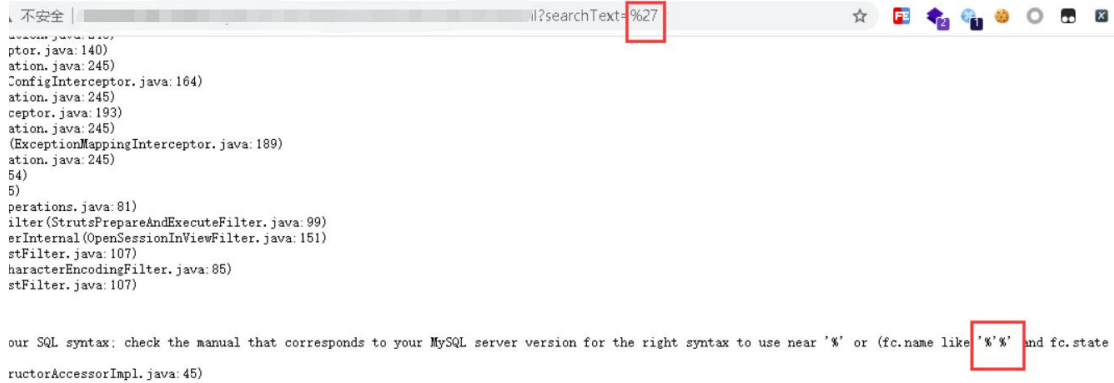 不安全
nl?searchText=%27
ptor.java:140)
ation.java:245)
ConfigInterceptor.java:164)
ation.java:245)
ceptor.java:193)
ation.java:245)
(ExceptionMappingInterceptor.java:189)
ation.java:245)
54)
5)
perations.java:81)
ilter(StrutsPrepareAndExecuteFilter.java:99)
erInternal(OpenSessionInViewFilter.java:151)
stFilter.java:107)
haracterEncodingFilter.java:85)
stFilter.java:107)
our SQL syntax; check the manual that corresponds to your MySQL server version for the right syntax to use near '%' or (fc.name like '%'%' and fc.state
ructorAccessorImpl.java:45)